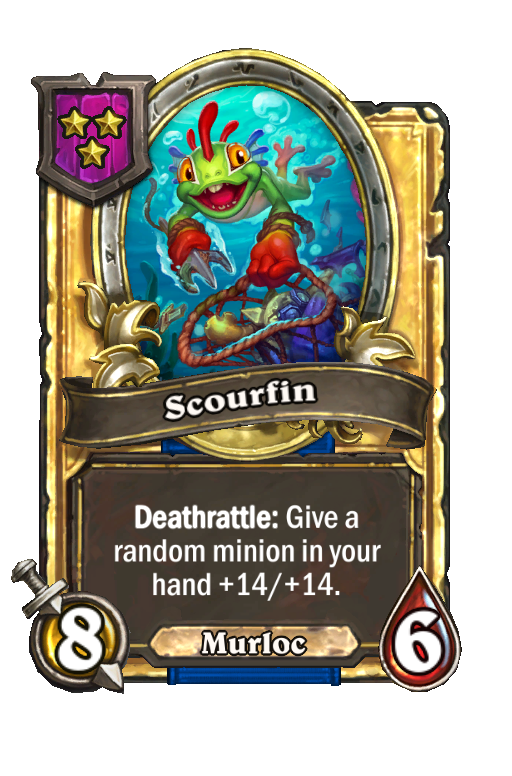 Scourfin
Deathrattle: Give a
random minion in your
hand +14/+14.
8
Murloc
6